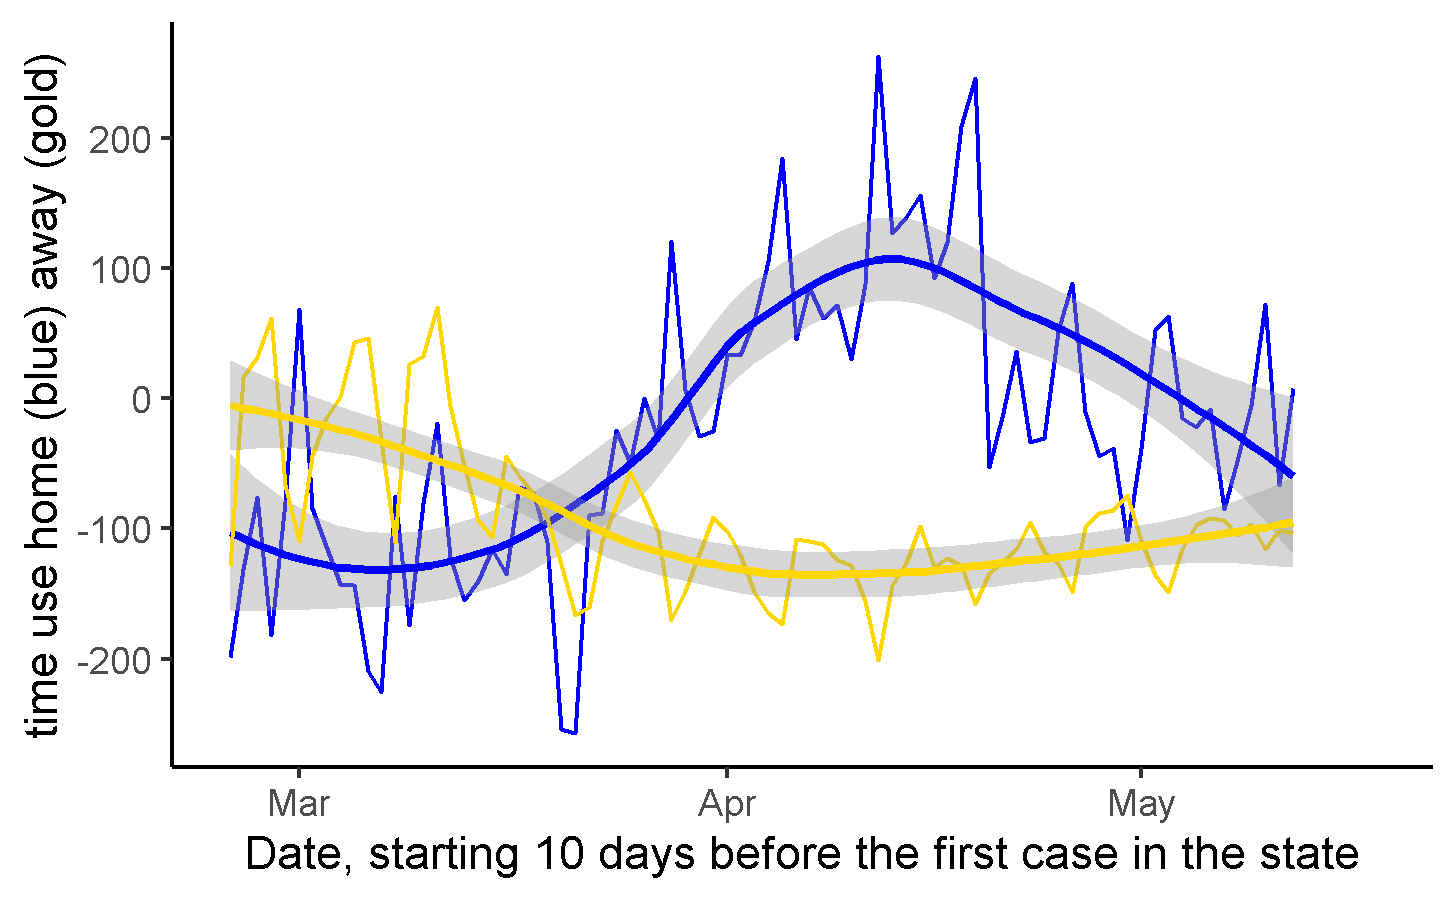 time use home (blue) away (gold)
200
100
0
-100
-200
Mar Apr May
Date, starting 10 days before the first case in the state